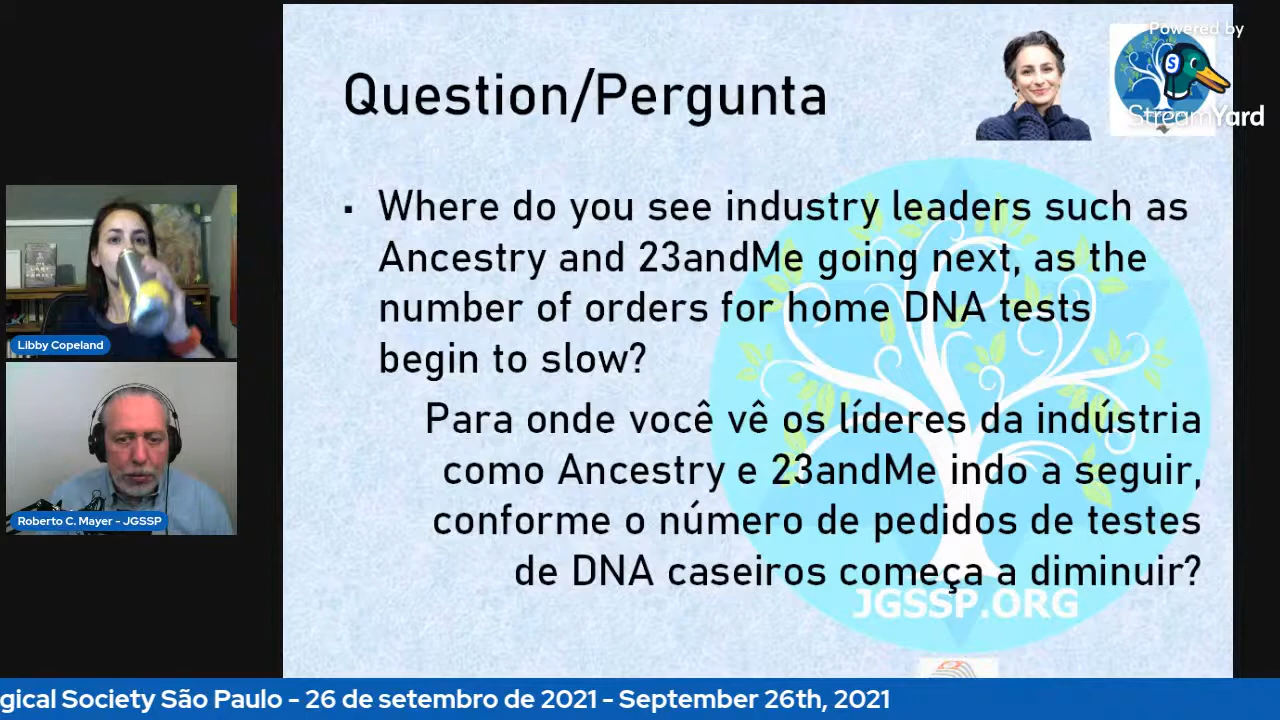 Powered by
StreamYard
Question/Pergunta
Where do you see industry leaders such as
Ancestry and 23andMe going next, as the
number of orders for home DNA tests
begin to slow?
Para onde você vê os líderes da indústria
como Ancestry e 23andMe indo a seguir,
conforme o número de pedidos de testes
de DNA caseiros começa a diminuir?
JGSSP.ORG
Libby Copeland
Roberto C. Mayer - JGSSP
gical Society São Paulo - 26 de setembro de 2021 - September 26th, 2021